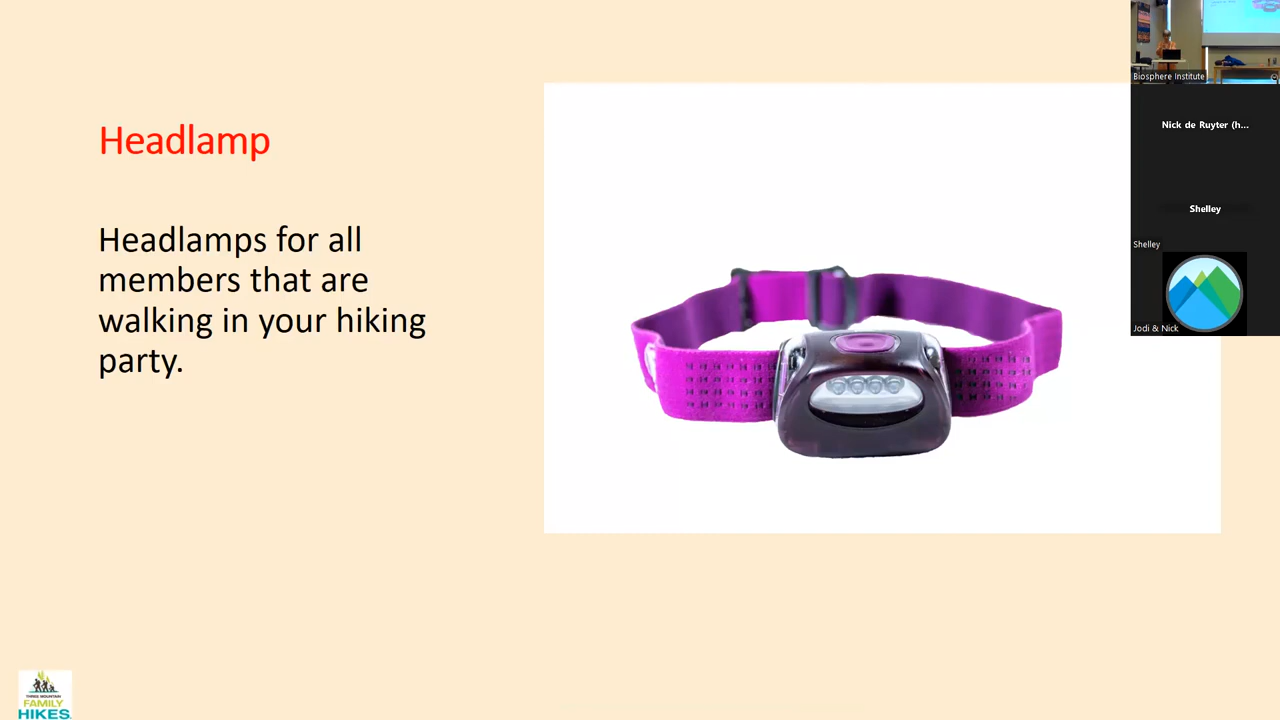 Headlamp
Headlamps for all
members that are
walking in your hiking
party.
Biosphere Institute
Nick de Ruyter (h...
Shelley
Shelley
Jodi & Nick
THREE MOUNTAIN
FAMILY
HIKES